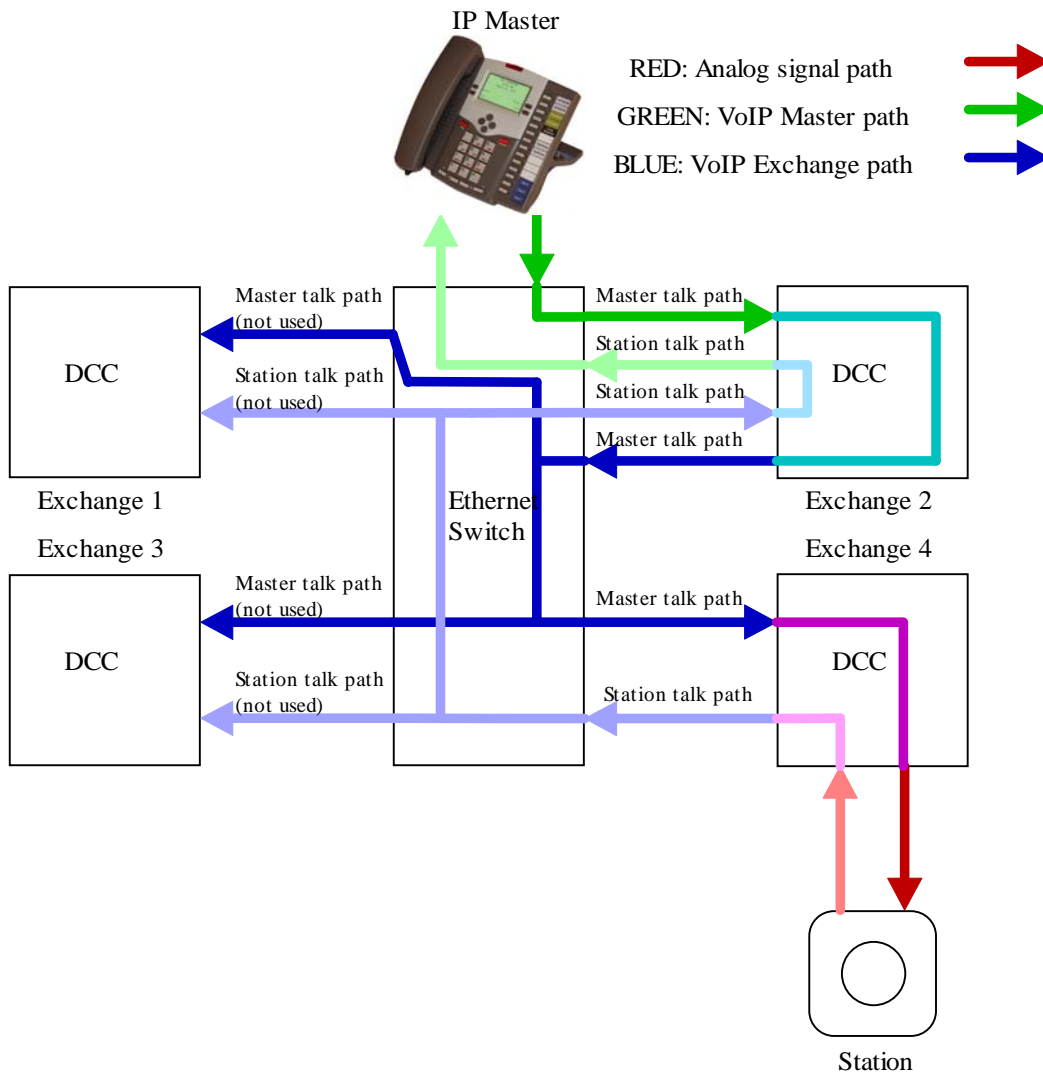 IP Master
RED: Analog signal path
GREEN: VoIP Master path
BLUE: VoIP Exchange path
Master talk path
(not used)
Master talk path
DCC
Station talk path
(not used)
Station talk path
Station talk path
DCC
Master talk path
Exchange 1
Ethernet
Switch
Exchange 2
Exchange 3
Exchange 4
Master talk path
(not used)
Master talk path
DCC
DCC
Station talk path
(not used)
Station talk path
Station